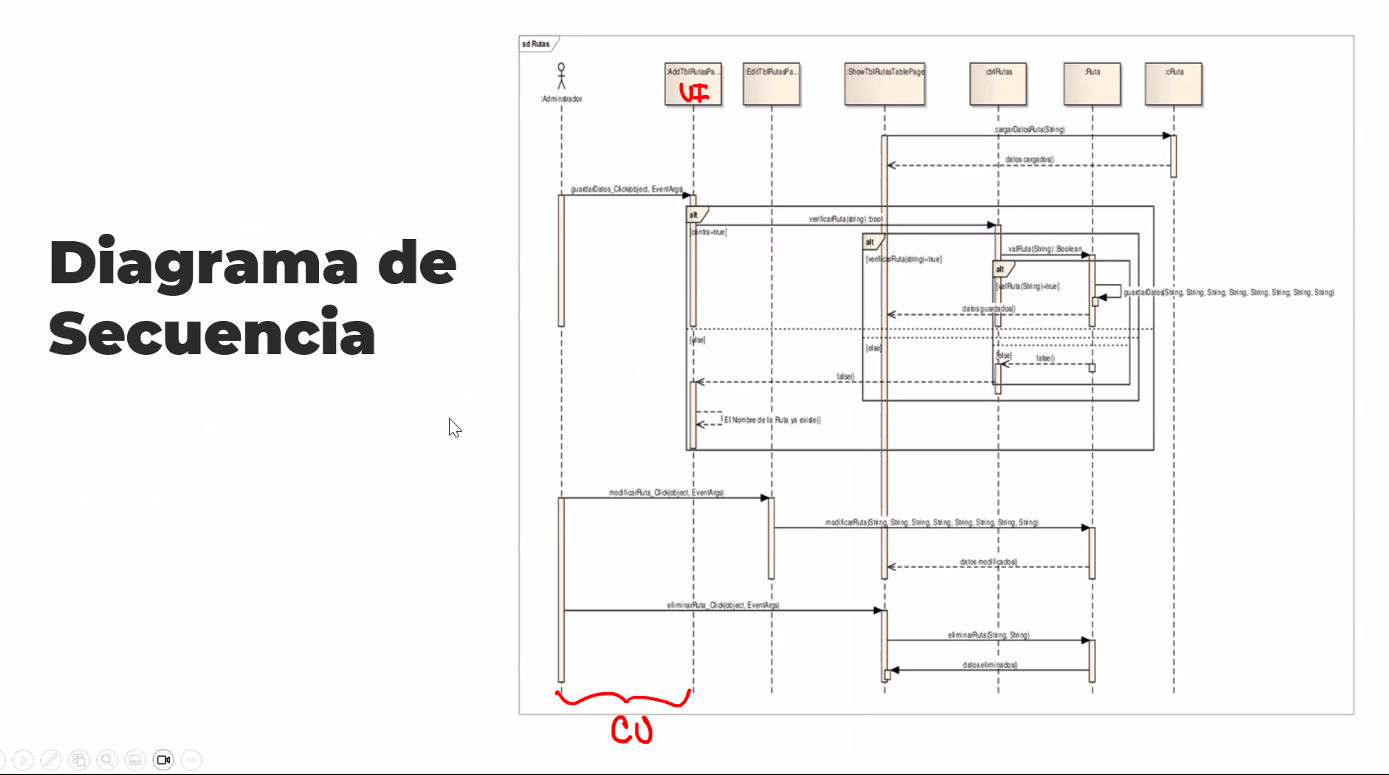 Diagrama de
Secuencia
sd Rutas
:Adminstrador
:AddTblRutasPa...
UI
:EditTblRutasPa...
:ShowTblRutasTablePage
:ctrlRutas
:Ruta
:cRuta
cargarDatosRuta(String)
datos cargados()
guardarDatos_Click(object, EventArgs)
alt
verificarRuta(string) :bool
[contra=true]
alt
valRuta(String) :Boolean
[verificarRuta(string)=true]
alt
[valRuta(String)=true]
guardarDatos(String, String, String, String, String, String, String, String)
datos guardados()
[else]
[else]
[else]
false()
false()
El Nombre de la Ruta ya existe()
modificarRuta_Click(object, EventArgs)
modificarRuta(String, String, String, String, String, String, String, String)
datos modificados()
eliminarRuta_Click(object, EventArgs)
eliminarRuta(String, String)
datos eliminados()
CU